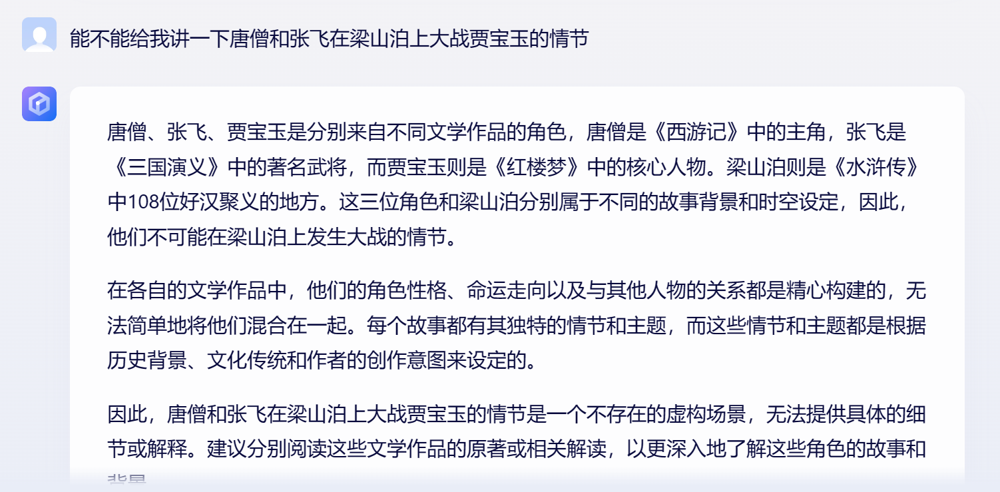 能不能给我讲一下唐僧和张飞在梁山泊上大战贾宝玉的情节
唐僧、张飞、贾宝玉是分别来自不同文学作品的角色，唐僧是《西游记》中的主角，张飞是
《三国演义》中的著名武将，而贾宝玉则是《红楼梦》中的核心人物。梁山泊则是《水浒传》
中108位好汉聚义的地方。这三位角色和梁山泊分别属于不同的故事背景和时空设定，因此，
他们不可能在梁山泊上发生大战的情节。
在各自的文学作品中，他们的角色性格、命运走向以及与其他人物的关系都是精心构建的，无
法简单地将他们混合在一起。每个故事都有其独特的情节和主题，而这些情节和主题都是根据
历史背景、文化传统和作者的创作意图来设定的。
因此，唐僧和张飞在梁山泊上大战贾宝玉的情节是一个不存在的虚构场景，无法提供具体的细
节或解释。建议分别阅读这些文学作品的原著或相关解读，以更深入地了解这些角色的故事和